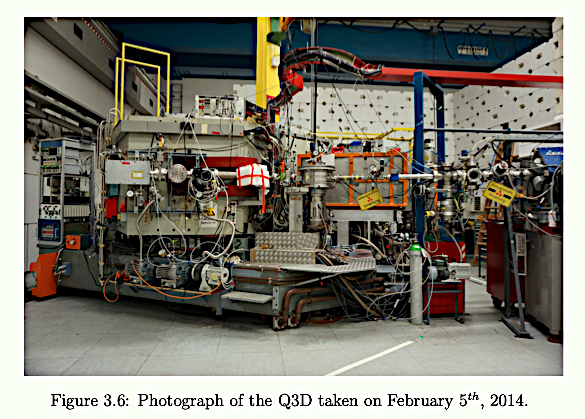 Figure 3.6: Photograph of the Q3D taken on February 5th, 2014.